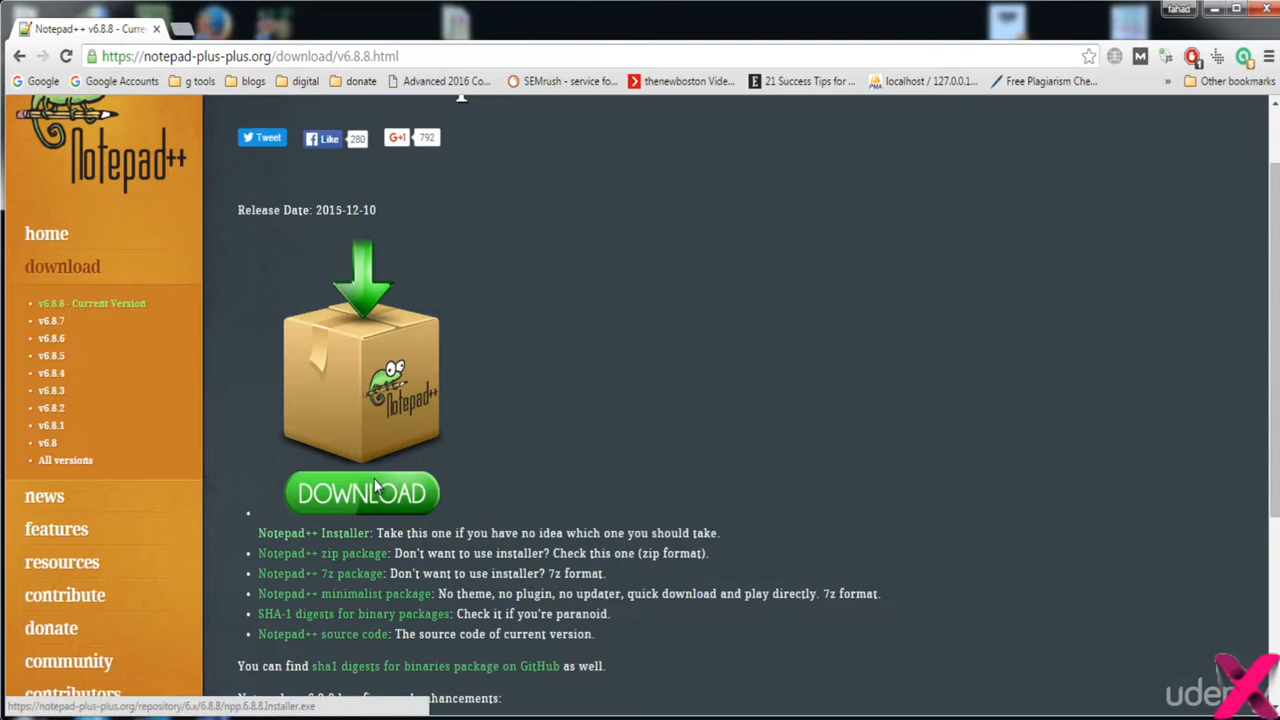 fahad
Notepad++ v6.8.8 - Curre
https://notepad-plus-plus.org/download/v6.8.8.html
Google
Google Accounts
g tools
blogs
digital
donate
Advanced 2016 Co...
SEMrush - service fo...
thenewboston Vide...
21 Success Tips for ...
localhost / 127.0.0.1...
Free Plagiarism Che...
»
Other bookmarks
Notepad++
Tweet
Like 280
G+1 792
Release Date: 2015-12-10
home
download
v6.8.8 - Current Version
v6.8.7
v6.8.6
v6.8.5
v6.8.4
v6.8.3
v6.8.2
v6.8.1
v6.8
All versions
news
features
resources
contribute
donate
community
contributors
Notepad++
DOWNLOAD
Notepad++ Installer: Take this one if you have no idea which one you should take.
Notepad++ zip package: Don't want to use installer? Check this one (zip format).
Notepad++ 7z package: Don't want to use installer? 7z format.
Notepad++ minimalist package: No theme, no plugin, no updater, quick download and play directly. 7z format.
SHA-1 digests for binary packages: Check it if you're paranoid.
Notepad++ source code: The source code of current version.
You can find sha1 digests for binaries package on GitHub as well.
enhancements:
https://notepad-plus-plus.org/repository/6.x/6.8.8/npp.6.8.8.Installer.exe